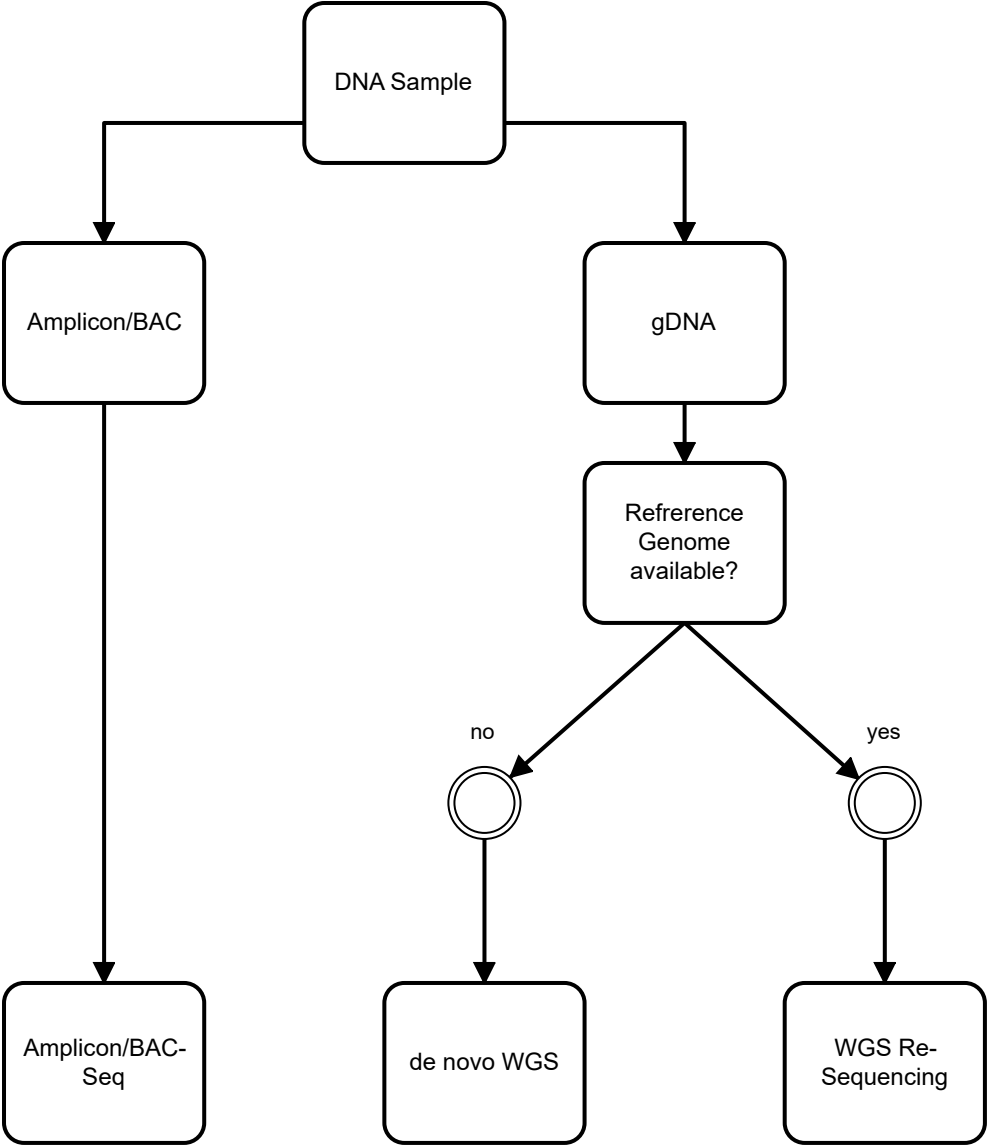 DNA Sample
Amplicon/BAC
gDNA
Refrerence
Genome
available?
no
yes
Amplicon/BAC-
Seq
de novo WGS
WGS Re-
Sequencing